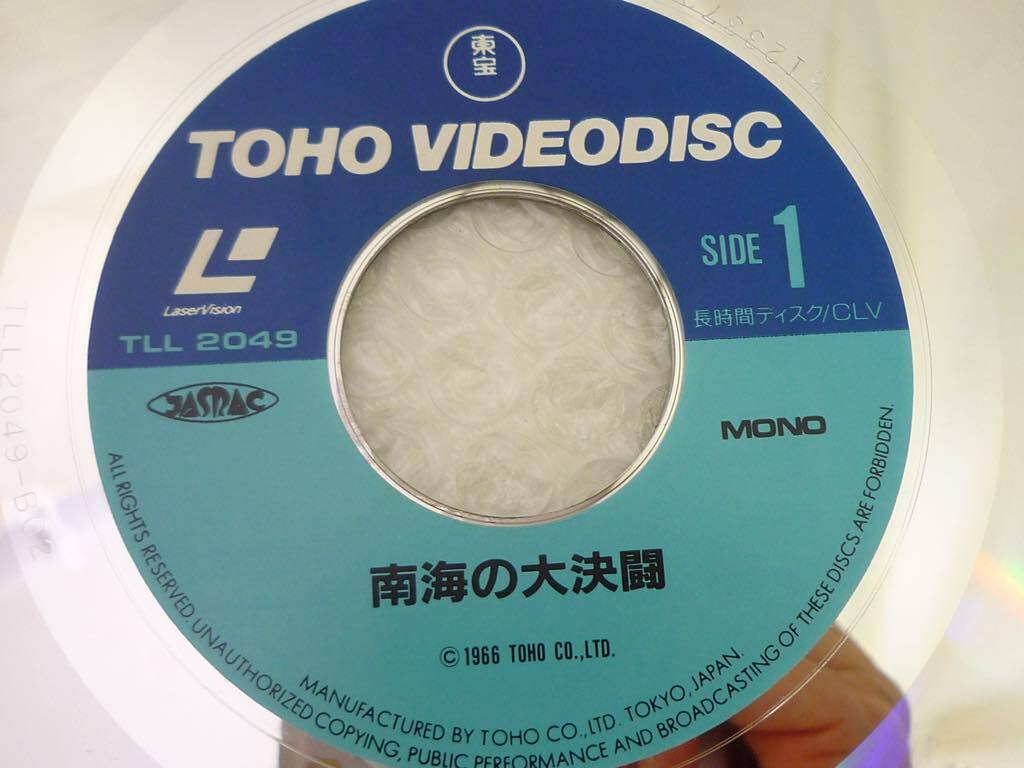 東宝
TOHO VIDEODISC
LaserVision
TLL 2049
SIDE 1
長時間ディスク/CLV
JASRAC
MONO
南海の大決闘
©1966 TOHO CO.,LTD.
MANUFACTURED BY TOHO CO., LTD. TOKYO, JAPAN.
ALL RIGHTS RESERVED. UNAUTHORIZED COPYING, PUBLIC PERFORMANCE AND BROADCASTING OF THESE DISCS ARE FORBIDDEN.